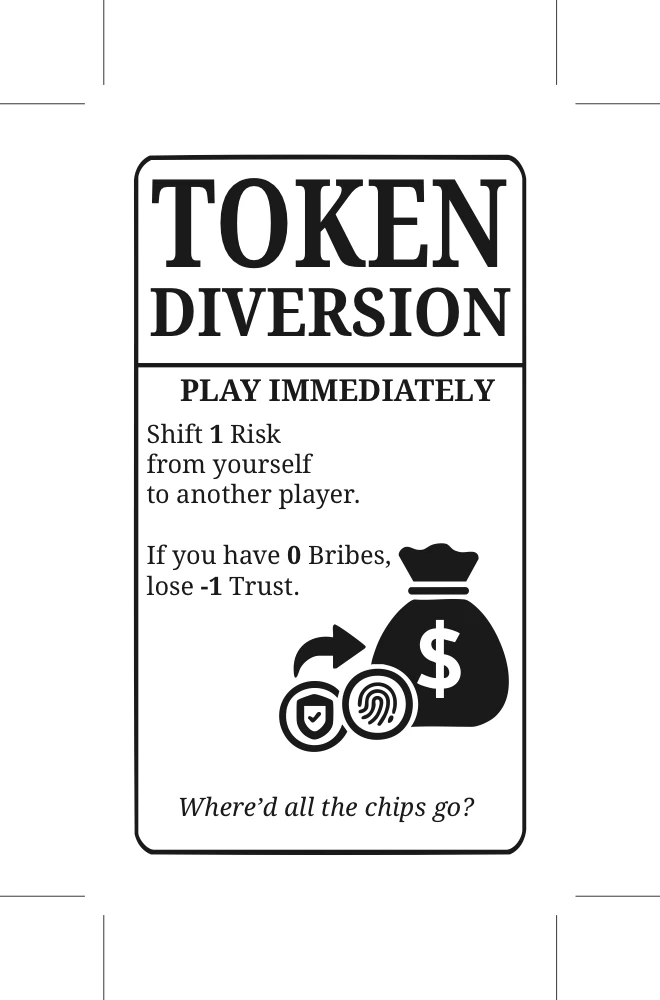 TOKEN
DIVERSION
PLAY IMMEDIATELY
Shift 1 Risk
from yourself
to another player.
If you have 0 Bribes,
lose -1 Trust.
$
Where’d all the chips go?